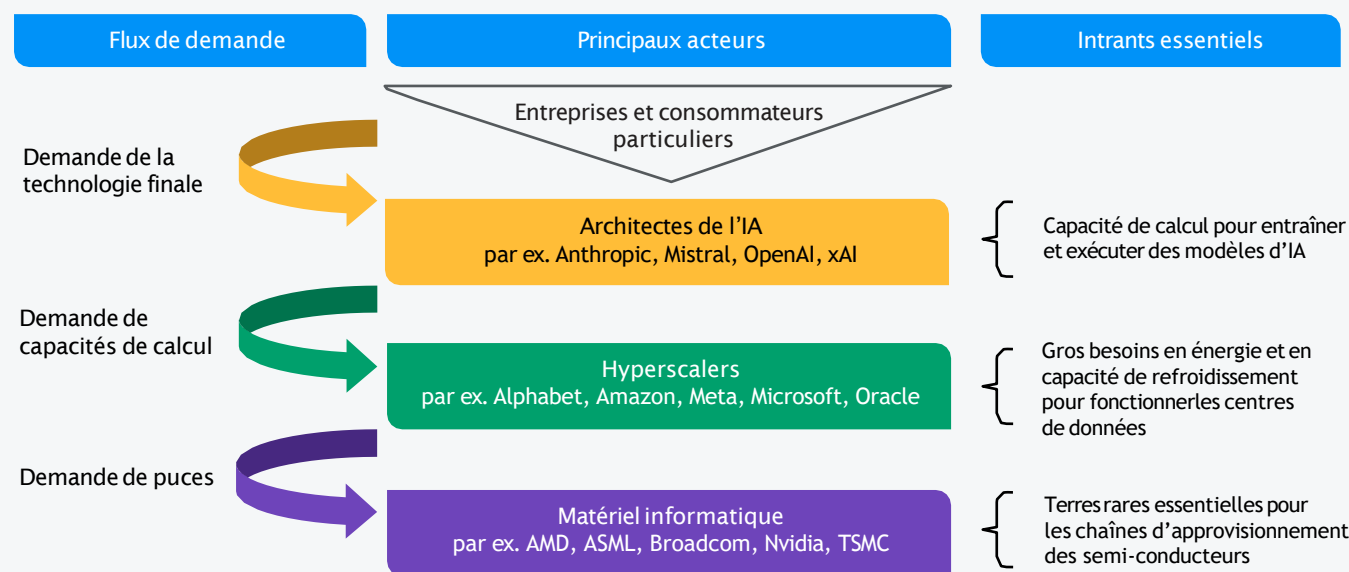 Flux de demande
Principaux acteurs
Intrants essentiels
Entreprises et consommateurs
particuliers
Demande de la
technologie finale
Architectes de l’IA
par ex. Anthropic, Mistral, OpenAI, xAI
Capacité de calcul pour entraîner
et exécuter des modèles d’IA
Demande de
capacités de calcul
Hyperscalers
par ex. Alphabet, Amazon, Meta, Microsoft, Oracle
Gros besoins en énergie et en
capacité de refroidissement
pour fonctionnerles centres
de données
Demande de puces
Matériel informatique
par ex. AMD, ASML, Broadcom, Nvidia, TSMC
Terres rares essentielles pour
les chaînes d’approvisionnement
des semi-conducteurs